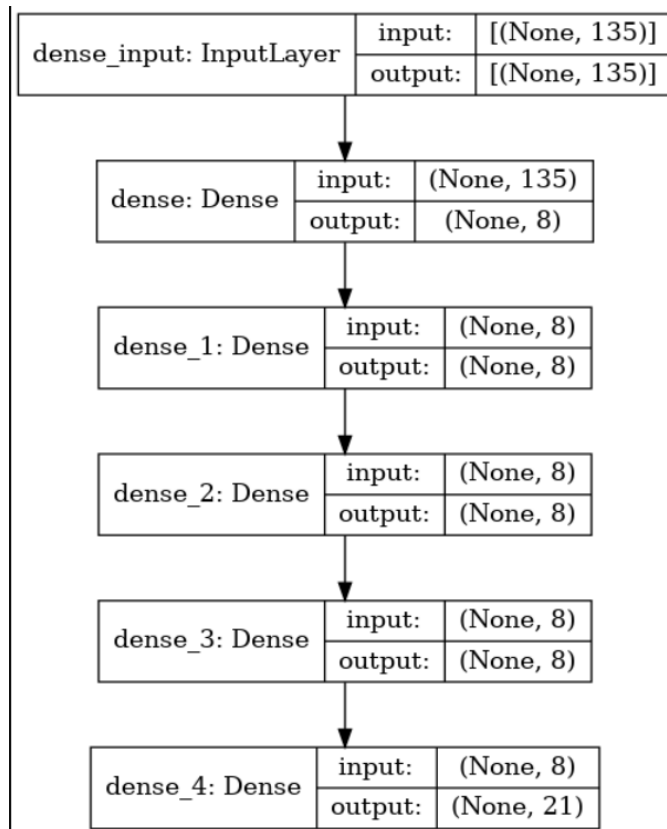 dense_input: InputLayer
input: [(None, 135)]
output: [(None, 135)]
dense: Dense
input: (None, 135)
output: (None, 8)
dense_1: Dense
input: (None, 8)
output: (None, 8)
dense_2: Dense
input: (None, 8)
output: (None, 8)
dense_3: Dense
input: (None, 8)
output: (None, 8)
dense_4: Dense
input: (None, 8)
output: (None, 21)